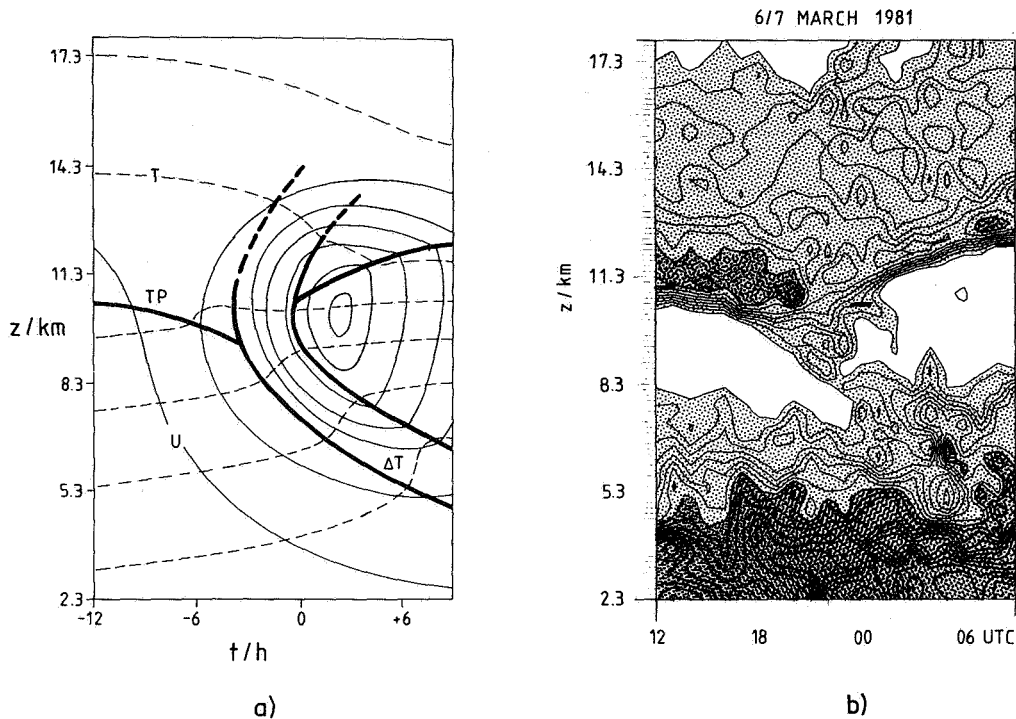 6/7 MARCH 1981
17.3
14.3
11.3
8.3
5.3
2.3
z/km
T
TP
U
ΔT
-12
-6
0
+6
t/h
a)
17.3
14.3
11.3
8.3
5.3
2.3
z/km
12
18
00
06 UTC
b)